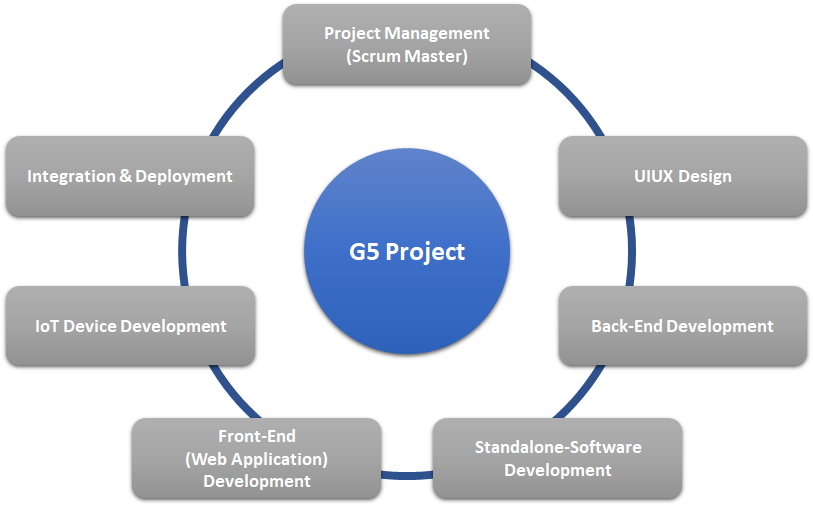 Project Management
(Scrum Master)
Integration & Deployment
UIUX Design
G5 Project
IoT Device Development
Back-End Development
Front-End
(Web Application)
Development
Standalone-Software
Development